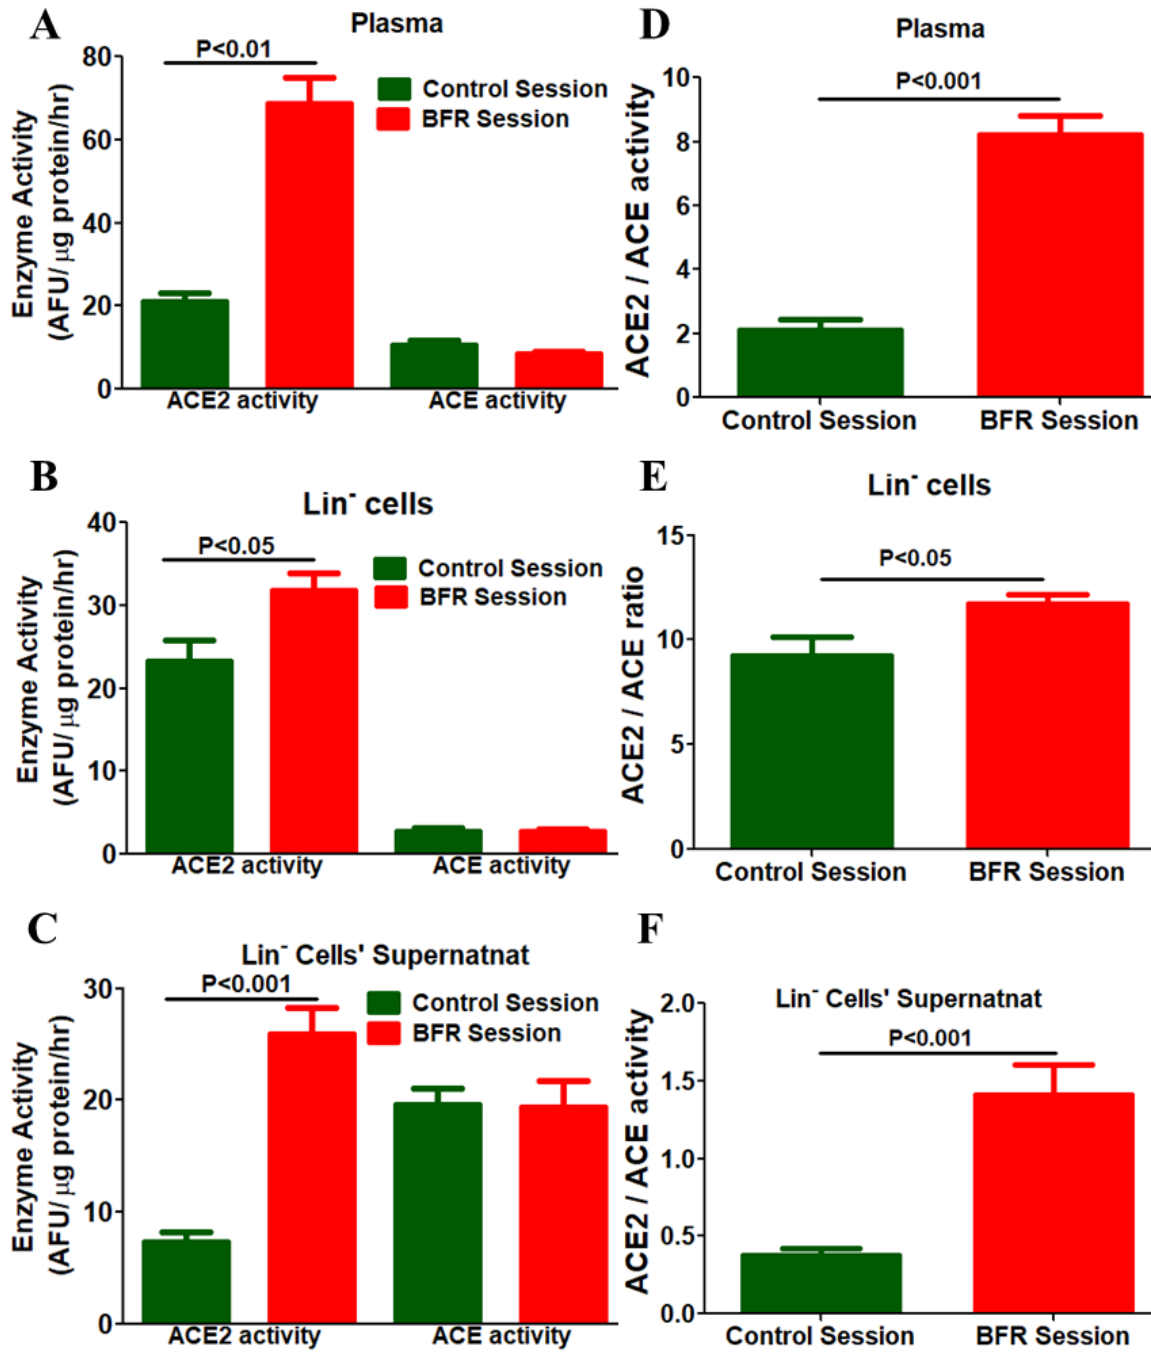 A
Plasma
P<0.01
Control Session
BFR Session
Enzyme Activity
(AFU/ µg protein/hr)
80
60
40
20
0
ACE2 activity
ACE activity
D
Plasma
P<0.001
ACE2 / ACE activity
10
8
6
4
2
0
Control Session
BFR Session
B
Lin⁻ cells
P<0.05
Control Session
BFR Session
Enzyme Activity
(AFU/ µg protein/hr)
40
30
20
10
0
ACE2 activity
ACE activity
E
Lin⁻ cells
P<0.05
ACE2 / ACE ratio
15
10
5
0
Control Session
BFR Session
C
Lin⁻ Cells' Supernatnat
P<0.001
Control Session
BFR Session
Enzyme Activity
(AFU/ µg protein/hr)
30
20
10
0
ACE2 activity
ACE activity
F
Lin⁻ Cells' Supernatnat
P<0.001
ACE2 / ACE activity
2.0
1.5
1.0
0.5
0.0
Control Session
BFR Session